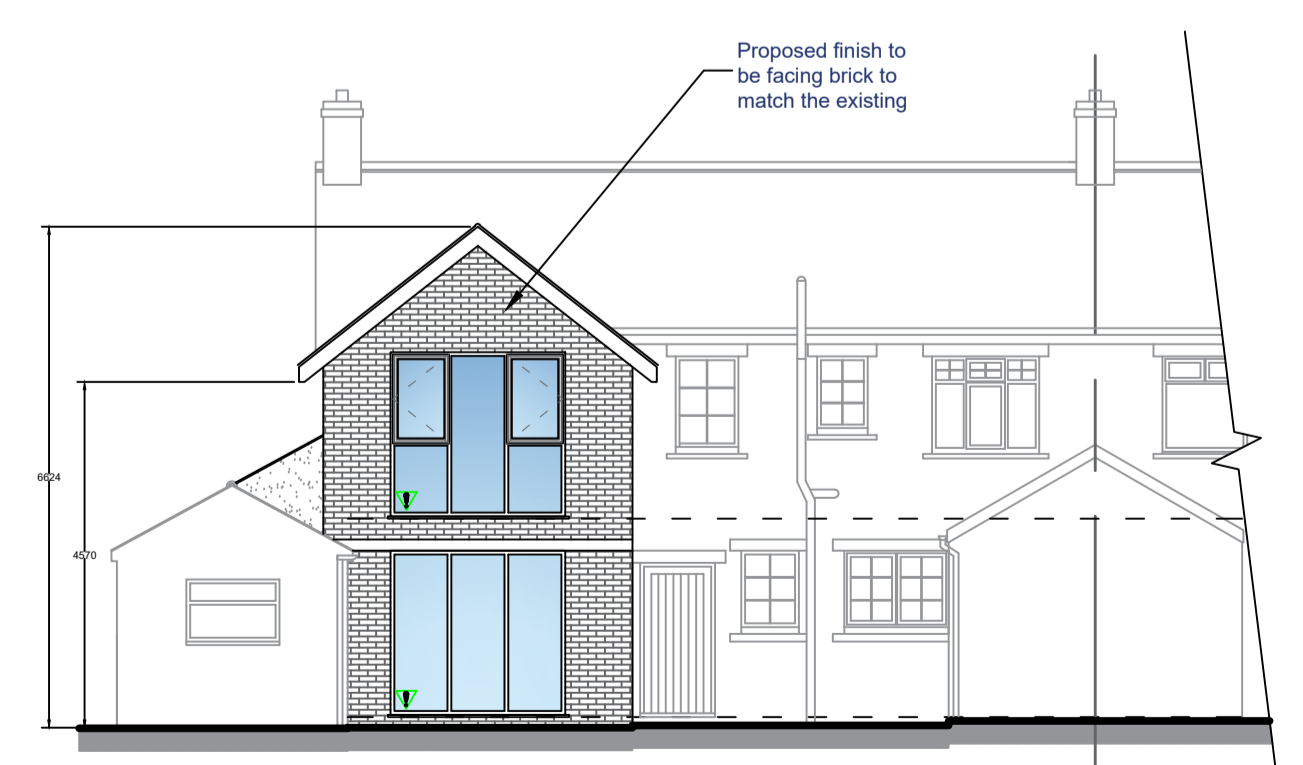 Proposed finish to
be facing brick to
match the existing
6624
4570